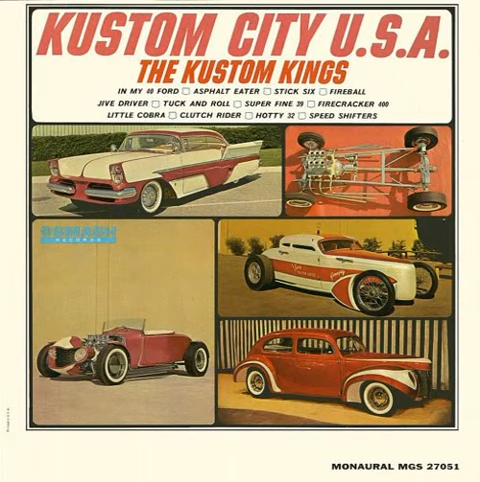 KUSTOM CITY U.S.A.
THE KUSTOM KINGS
IN MY 40 FORD ASPHALT EATER STICK SIX FIREBALL
JIVE DRIVER TUCK AND ROLL SUPER FINE 39 FIRECRACKER 400
LITTLE COBRA CLUTCH RIDER HOTTY 32 SPEED SHIFTERS
SMASH
RECORDS
MONAURAL MGS 27051